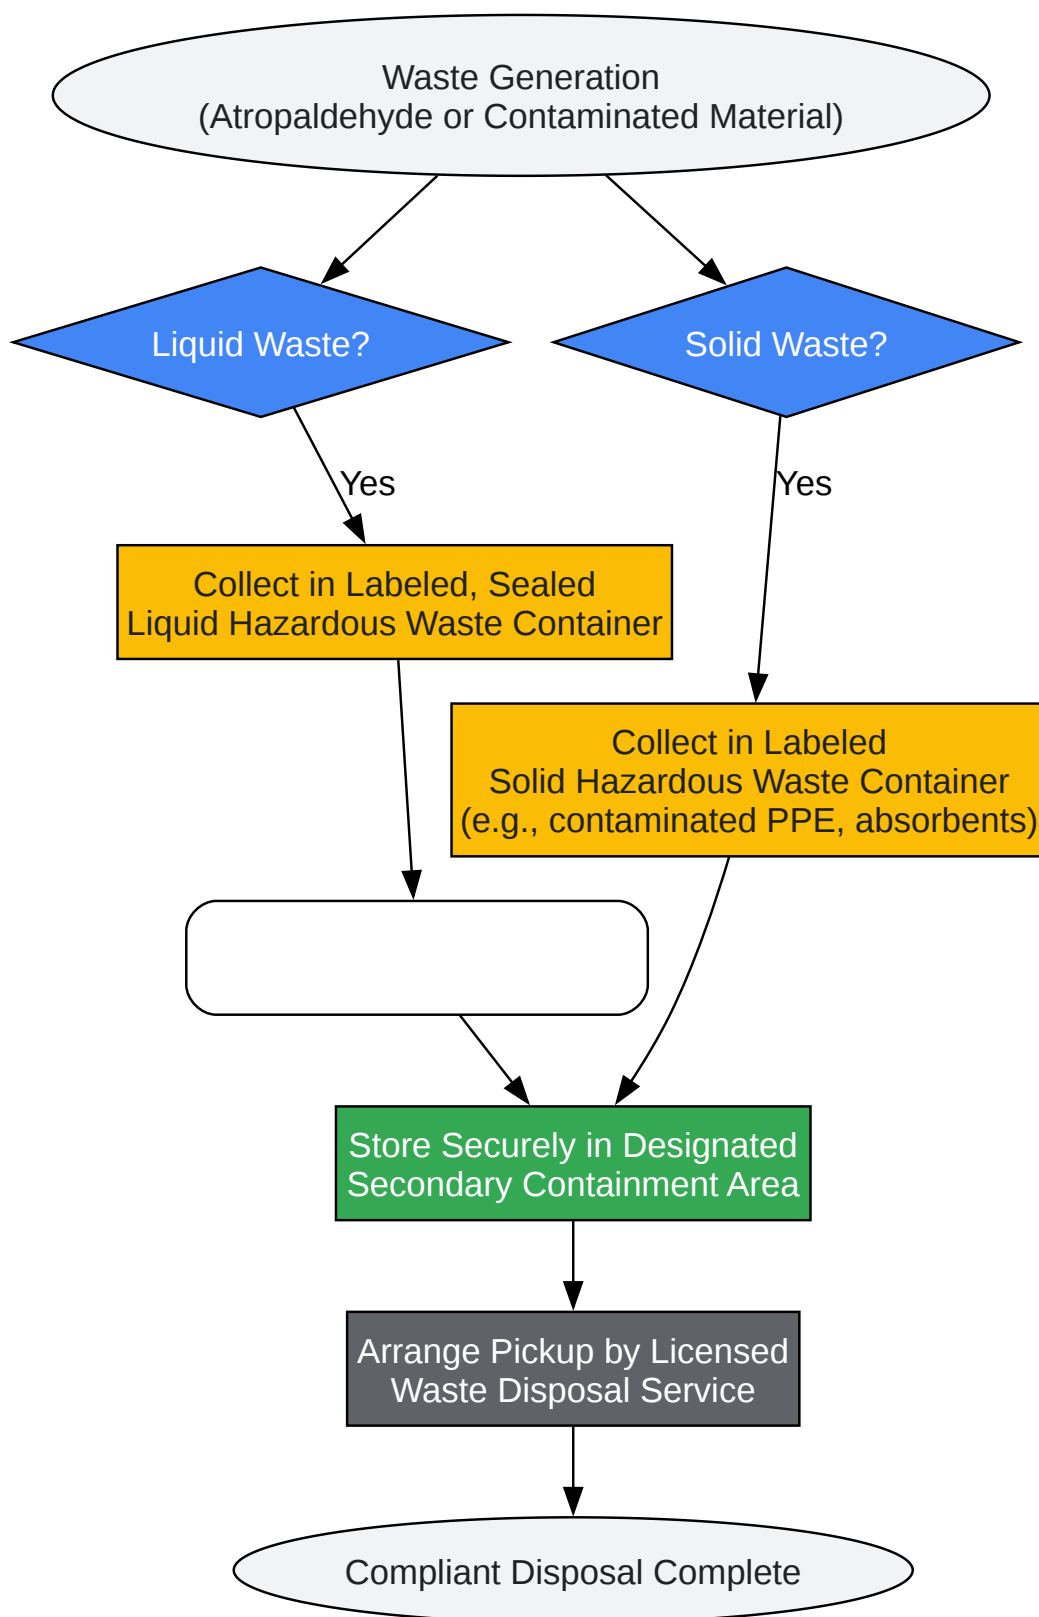 Waste Generation
(Atropaldehyde or Contaminated Material)
Liquid Waste?
Solid Waste?
Yes
Yes
Collect in Labeled, Sealed
Liquid Hazardous Waste Container
Collect in Labeled
Solid Hazardous Waste Container
(e.g., contaminated PPE, absorbents)
Store Securely in Designated
Secondary Containment Area
Arrange Pickup by Licensed
Waste Disposal Service
Compliant Disposal Complete